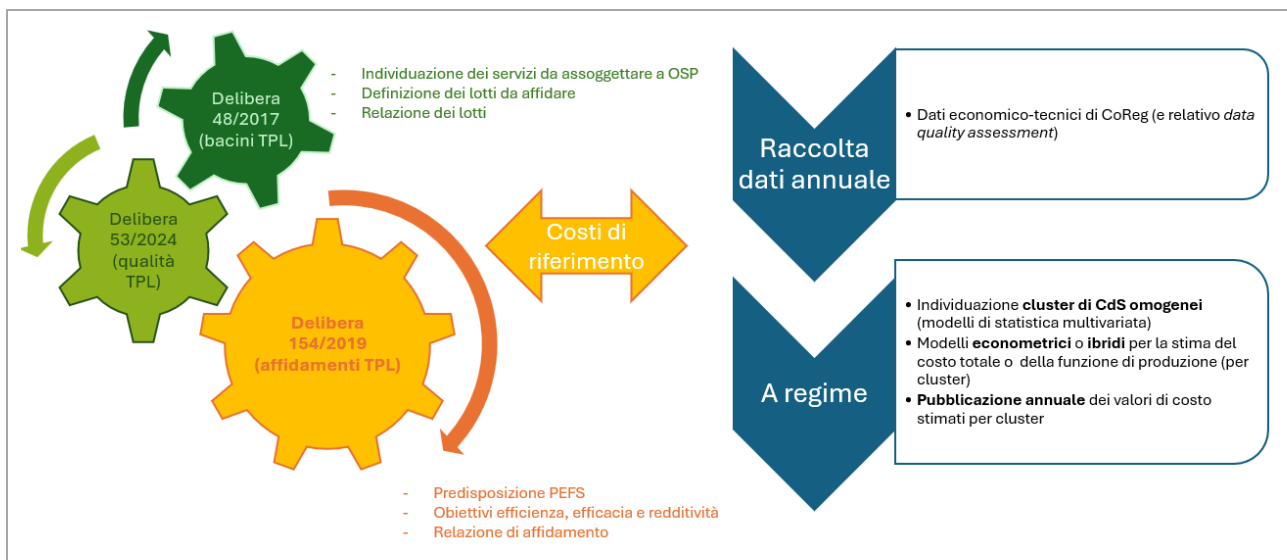 Delibera
48/2017
(bacini TPL)
- Individuazione dei servizi da assoggettare a OSP
- Definizione dei lotti da affidare
- Relazione dei lotti
Delibera
53/2024
(qualità
TPL)
Delibera
154/2019
(affidamenti TPL)
- Predisposizione PEFS
- Obiettivi efficienza, efficacia e redditività
- Relazione di affidamento
Costi di
riferimento
Raccolta
dati annuale
• Dati economico-tecnici di CoReg (e relativo data
quality assessment)
A regime
• Individuazione cluster di CdS omogenei
(modelli di statistica multivariata)
• Modelli econometrici o ibridi per la stima del
costo totale o della funzione di produzione (per
cluster)
• Pubblicazione annuale dei valori di costo
stimati per cluster